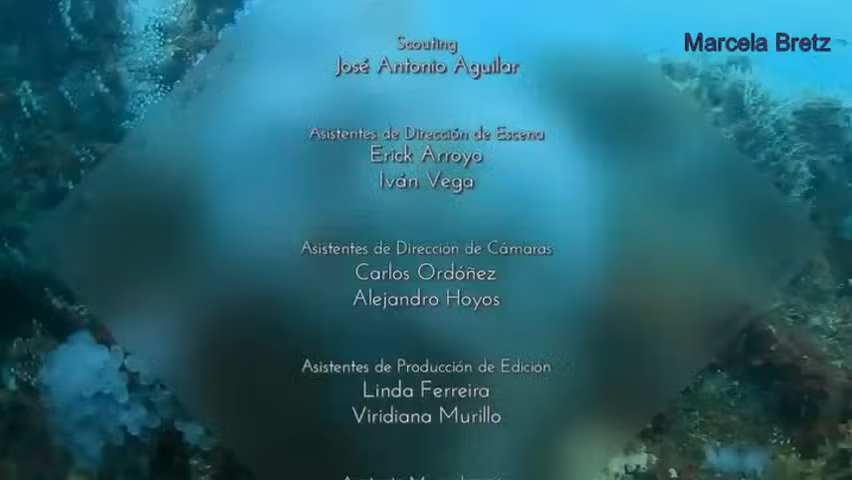 Marcela Bretz
Scouting
José Antonio Aguilar
Asistentes de Dirección de Escena
Erick Arroyo
Iván Vega
Asistentes de Dirección de Cámaras
Carlos Ordóñez
Alejandro Hoyos
Asistentes de Producción de Edición
Linda Ferreira
Viridiana Murillo